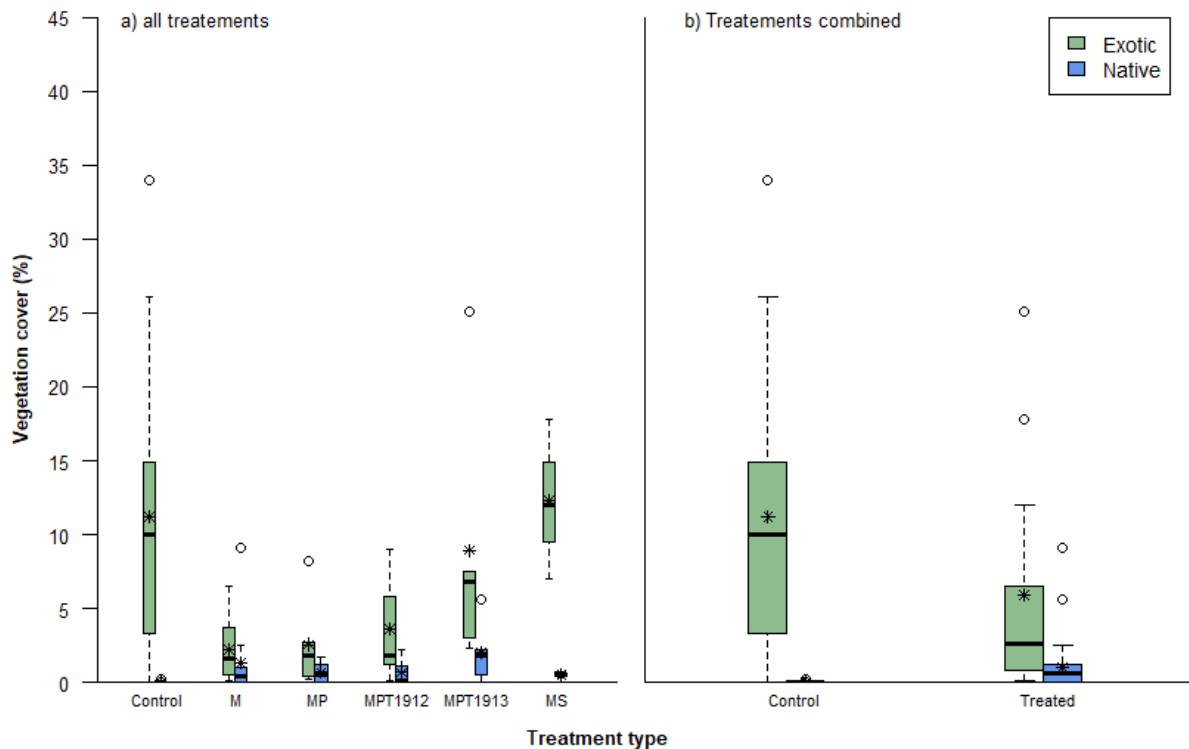 a) all treatements
b) Treatements combined
Exotic
Native
Vegetation cover (%)
45
40
35
30
25
20
15
10
5
0
Control M MP MPT1912 MPT1913 MS
Control Treated
Treatment type